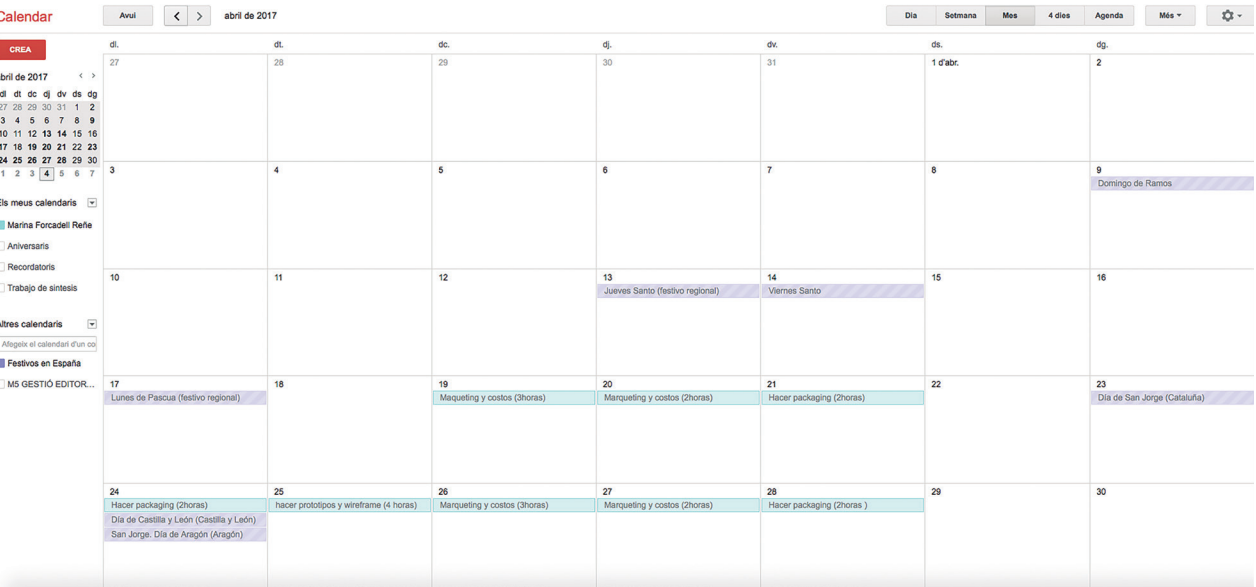 Calendar
Avui
abril de 2017
Dia Setmana Mes 4 dies Agenda Més
CREA
abril de 2017
dl dt dc dj dv ds dg
27 28 29 30 31 1 2
3 4 5 6 7 8 9
10 11 12 13 14 15 16
17 18 19 20 21 22 23
24 25 26 27 28 29 30
1 2 3 4 5 6 7
Els meus calendaris
Marina Forcadell Reñe
Aniversaris
Recordatoris
Trabajo de sintesis
Altres calendaris
Afegeix el calendari d'un co
Festivos en España
M5 GESTIÓ EDITOR...
dl. dt. dc. dj. dv. ds. dg.
27 28 29 30 31 1 d'abr. 2
3 4 5 6 7 8 9
Domingo de Ramos
10 11 12 13 14 15 16
Jueves Santo (festivo regional) Viernes Santo
17 18 19 20 21 22 23
Lunes de Pascua (festivo regional) Maqueting y costos (3horas) Marqueting y costos (2horas) Hacer packaging (2horas) Día de San Jorge (Cataluña)
24 25 26 27 28 29 30
Hacer packaging (2horas) hacer prototipos y wireframe (4 horas) Marqueting y costos (3horas) Marqueting y costos (2horas) Hacer packaging (2horas )
Día de Castilla y León (Castilla y León)
San Jorge. Día de Aragón (Aragón)